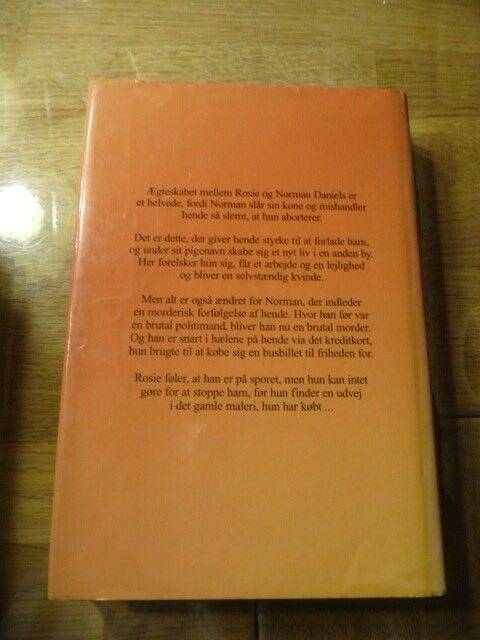 Ægteskabet mellem Rosie og Norman Daniels er
et helvede, fordi Norman slår sin kone og mishandler
hende så slemt, at hun aborterer.
Det er dette, der giver hende styrke til at forlade ham,
og under sit pigenavn skabe sig et nyt liv i en anden by.
Her forelsker hun sig, får et arbejde og en lejlighed
og bliver en selvstændig kvinde.
Men alt er også ændret for Norman, der indleder
en morderisk forfølgelse af hende. Hvor han før var
en brutal politimand, bliver han nu en brutal morder.
Og han er snart i hælene på hende via det kreditkort,
hun brugte til at købe sig en busbillet til friheden for.
Rosie føler, at han er på sporet, men hun kan intet
gøre for at stoppe ham, før hun finder en udvej
i det gamle maleri, hun har købt ...